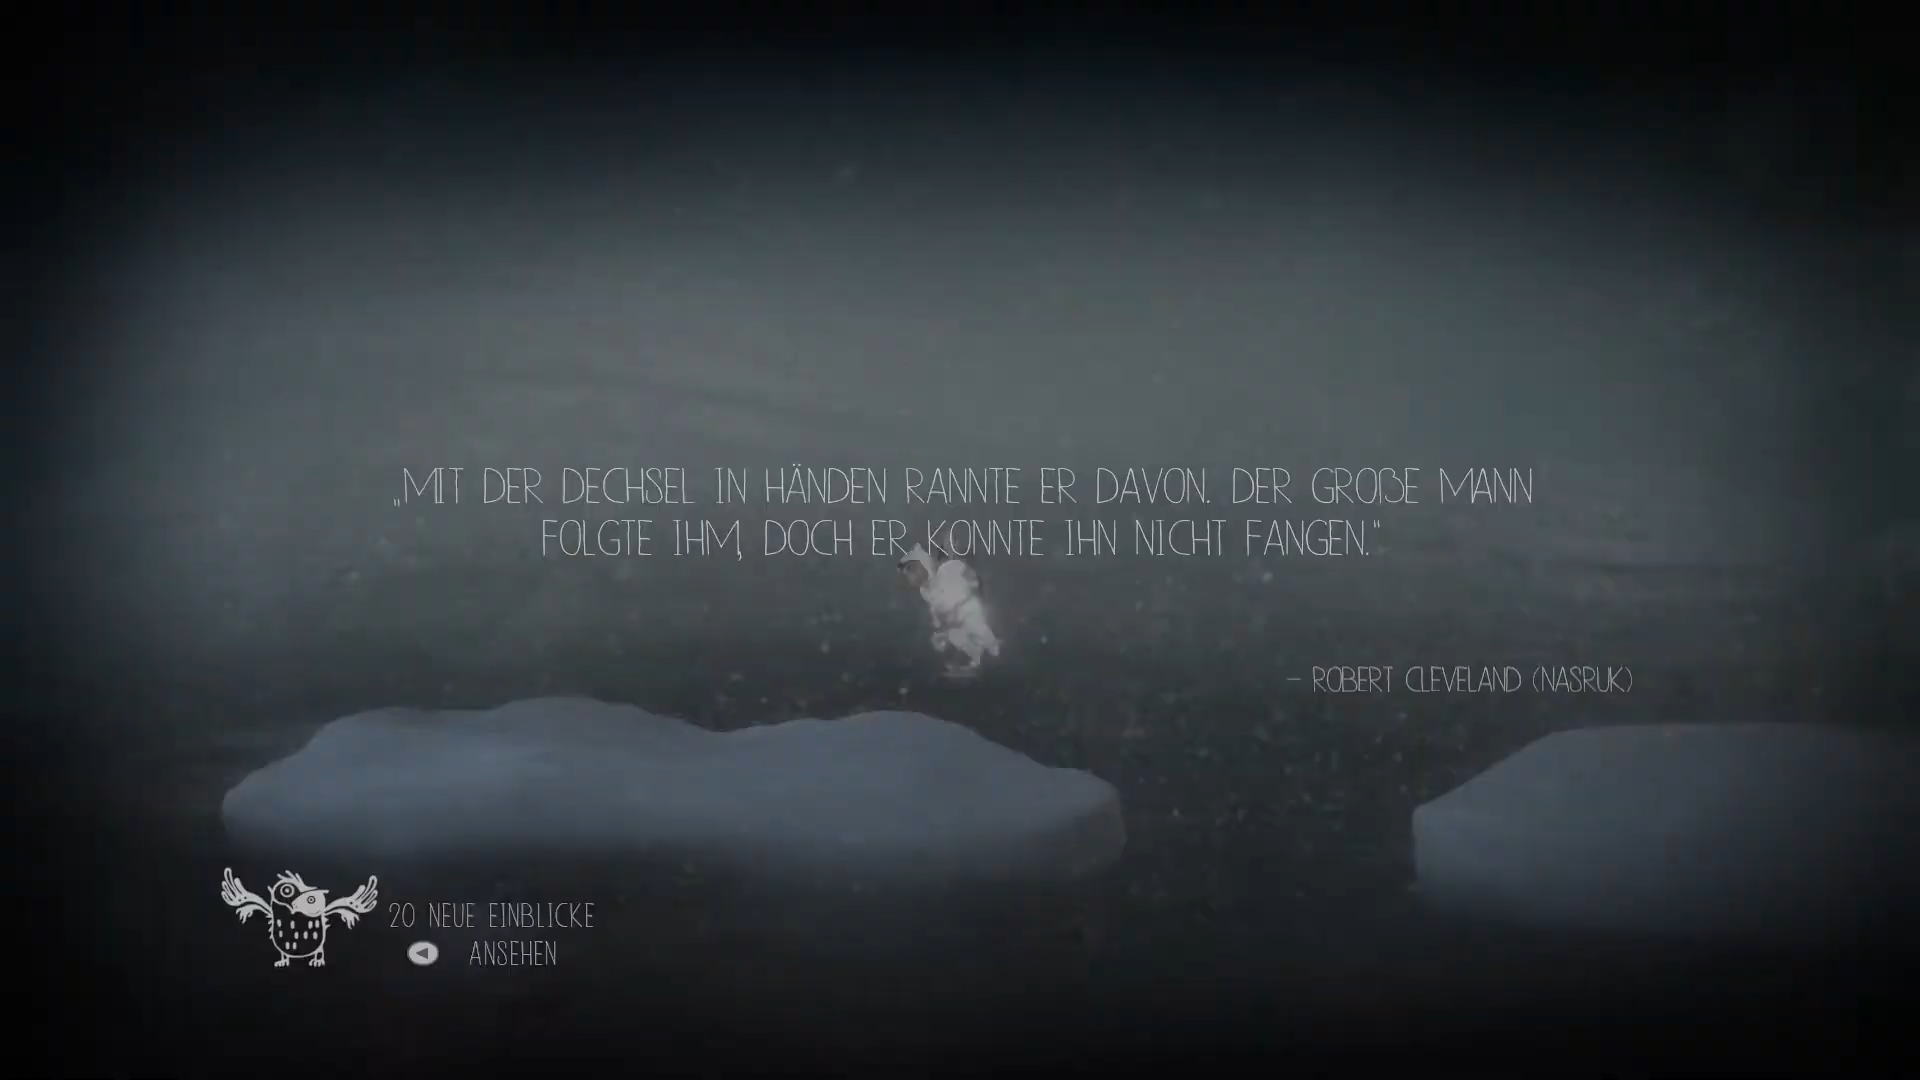 „MIT DER DECHSEL IN HÄNDEN RANNTE ER DAVON. DER GROẞE MANN
FOLGTE IHM, DOCH ER KONNTE IHN NICHT FANGEN.“
– ROBERT CLEVELAND (NASRUK)
20 NEUE EINBLICKE
ANSEHEN